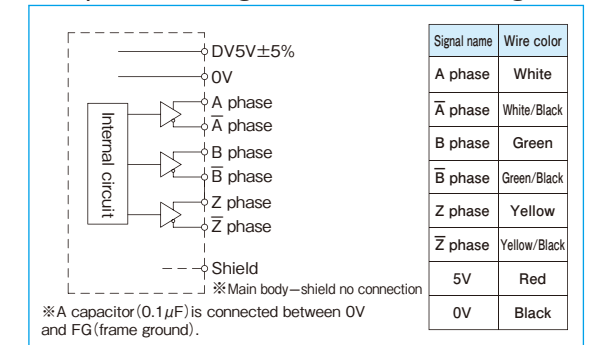 DV5V±5%
0V
A phase
A̅ phase
B phase
B̅ phase
Z phase
Z̅ phase
Internal circuit
Shield
※Main body—shield no connection
※A capacitor(0.1μF)is connected between 0V
and FG(frame ground).
Signal name Wire color
A phase White
A̅ phase White/Black
B phase Green
B̅ phase Green/Black
Z phase Yellow
Z̅ phase Yellow/Black
5V Red
0V Black